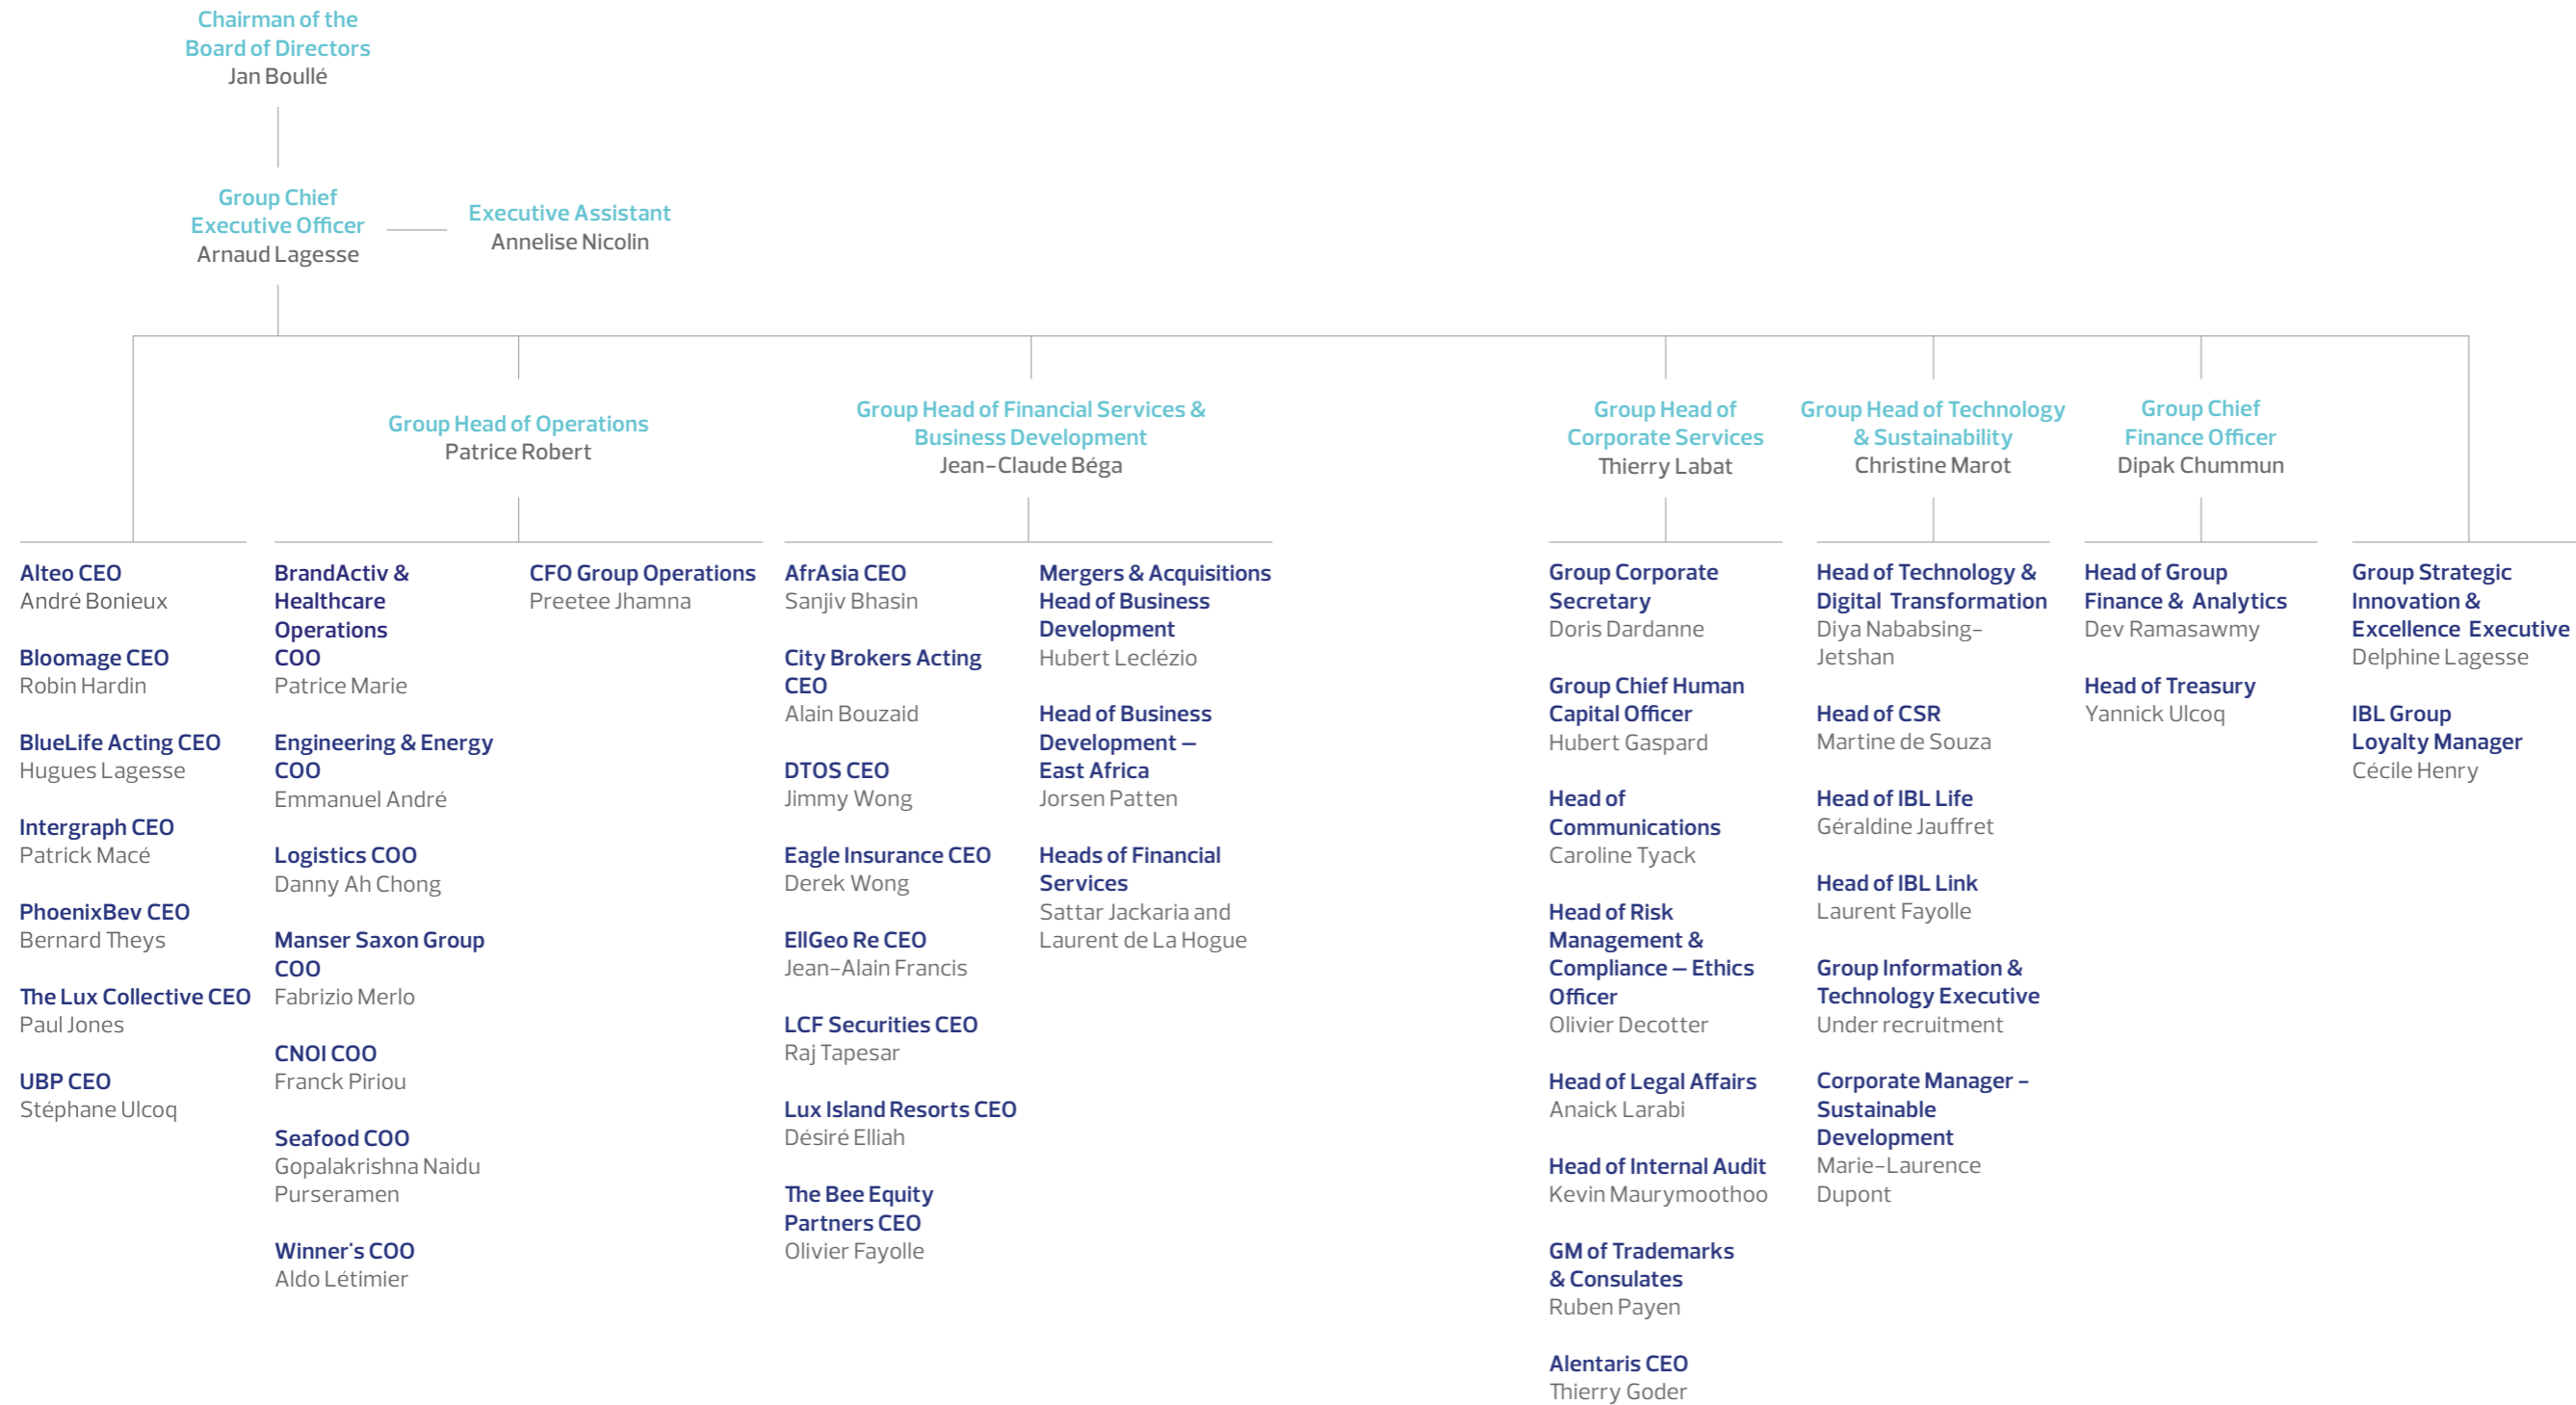 Chairman of the
Board of Directors
Jan Boullé
Group Chief
Executive Officer
Arnaud Lagesse
Executive Assistant
Annelise Nicolin
Group Head of Operations
Patrice Robert
Group Head of Financial Services &
Business Development
Jean-Claude Béga
Group Head of
Corporate Services
Thierry Labat
Group Head of Technology
& Sustainability
Christine Marot
Group Chief
Finance Officer
Dipak Chummun
Alteo CEO
André Bonieux
Bloomage CEO
Robin Hardin
BlueLife Acting CEO
Hugues Lagesse
Intergraph CEO
Patrick Macé
PhoenixBev CEO
Bernard Theys
The Lux Collective CEO
Paul Jones
UBP CEO
Stéphane Ulcoq
BrandActiv &
Healthcare
Operations
COO
Patrice Marie
Engineering & Energy
COO
Emmanuel André
Logistics COO
Danny Ah Chong
Manser Saxon Group
COO
Fabrizio Merlo
CNOI COO
Franck Piriou
Seafood COO
Gopalakrishna Naidu
Purseramen
Winner's COO
Aldo Létimier
CFO Group Operations
Preetee Jhamna
AfrAsia CEO
Sanjiv Bhasin
City Brokers Acting
CEO
Alain Bouzaid
DTOS CEO
Jimmy Wong
Eagle Insurance CEO
Derek Wong
EllGeo Re CEO
Jean-Alain Francis
LCF Securities CEO
Raj Tapesar
Lux Island Resorts CEO
Désiré Elliah
The Bee Equity
Partners CEO
Olivier Fayolle
Mergers & Acquisitions
Head of Business
Development
Hubert Leclézio
Head of Business
Development –
East Africa
Jorsen Patten
Heads of Financial
Services
Sattar Jackaria and
Laurent de La Hogue
Group Corporate
Secretary
Doris Dardanne
Group Chief Human
Capital Officer
Hubert Gaspard
Head of
Communications
Caroline Tyack
Head of Risk
Management &
Compliance – Ethics
Officer
Olivier Decotter
Head of Legal Affairs
Anaick Larabi
Head of Internal Audit
Kevin Maurymoothoo
GM of Trademarks
& Consulates
Ruben Payen
Alentaris CEO
Thierry Goder
Head of Technology &
Digital Transformation
Diya Nababsing-
Jetshan
Head of CSR
Martine de Souza
Head of IBL Life
Géraldine Jauffret
Head of IBL Link
Laurent Fayolle
Group Information &
Technology Executive
Under recruitment
Corporate Manager -
Sustainable
Development
Marie-Laurence
Dupont
Head of Group
Finance & Analytics
Dev Ramasawmy
Head of Treasury
Yannick Ulcoq
Group Strategic
Innovation &
Excellence Executive
Delphine Lagesse
IBL Group
Loyalty Manager
Cécile Henry